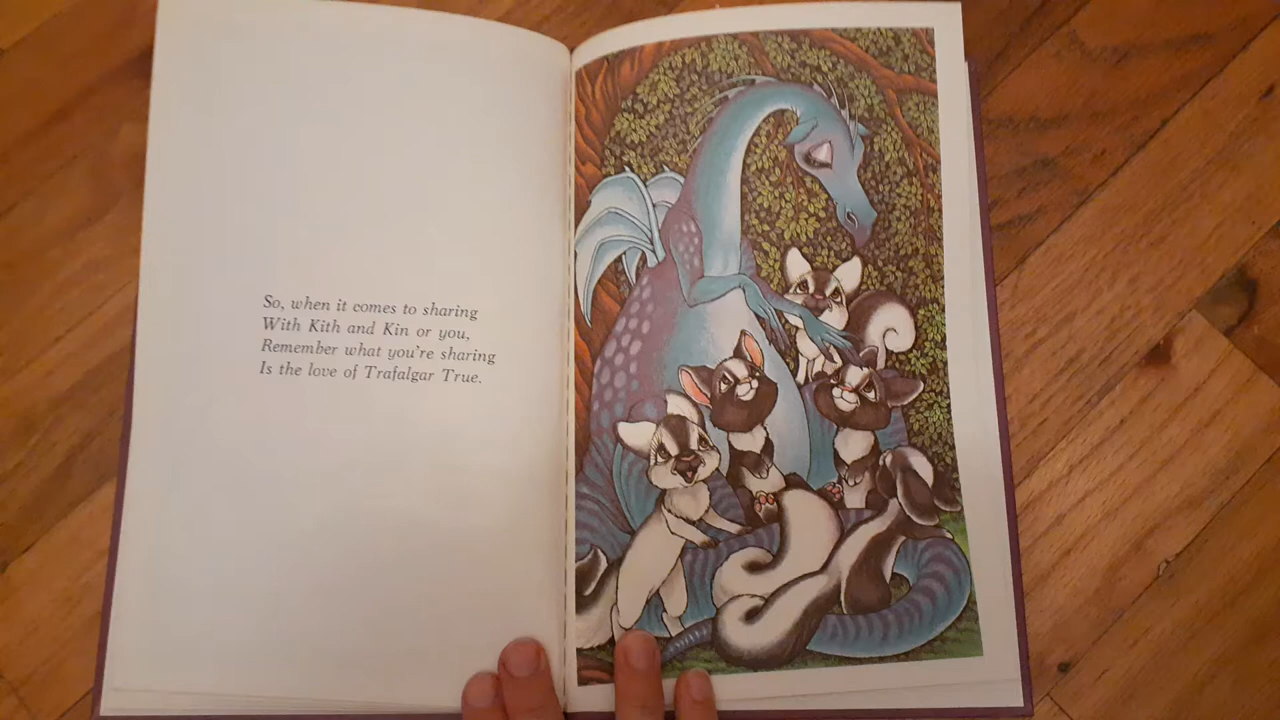 So, when it comes to sharing
With Kith and Kin or you,
Remember what you're sharing
Is the love of Trafalgar True.